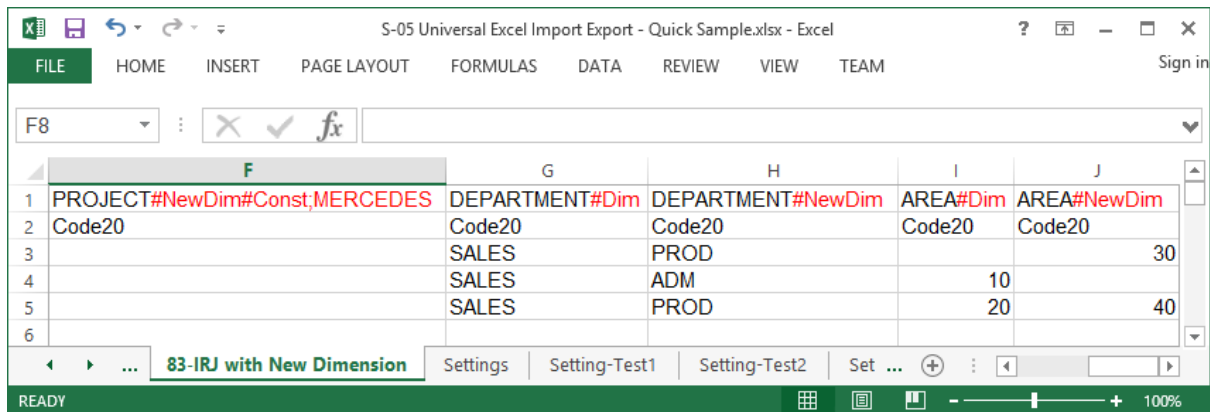 S-05 Universal Excel Import Export - Quick Sample.xlsx - Excel ?
FILE HOME INSERT PAGE LAYOUT FORMULAS DATA REVIEW VIEW TEAM Sign in
F8 fx
F G H I J
1 PROJECT#NewDim#Const;MERCEDES DEPARTMENT#Dim DEPARTMENT#NewDim AREA#Dim AREA#NewDim
2 Code20 Code20 Code20 Code20 Code20
3 SALES PROD 30
4 SALES ADM 10
5 SALES PROD 20 40
6
... 83-IRJ with New Dimension Settings Setting-Test1 Setting-Test2 Set ...
READY 100%